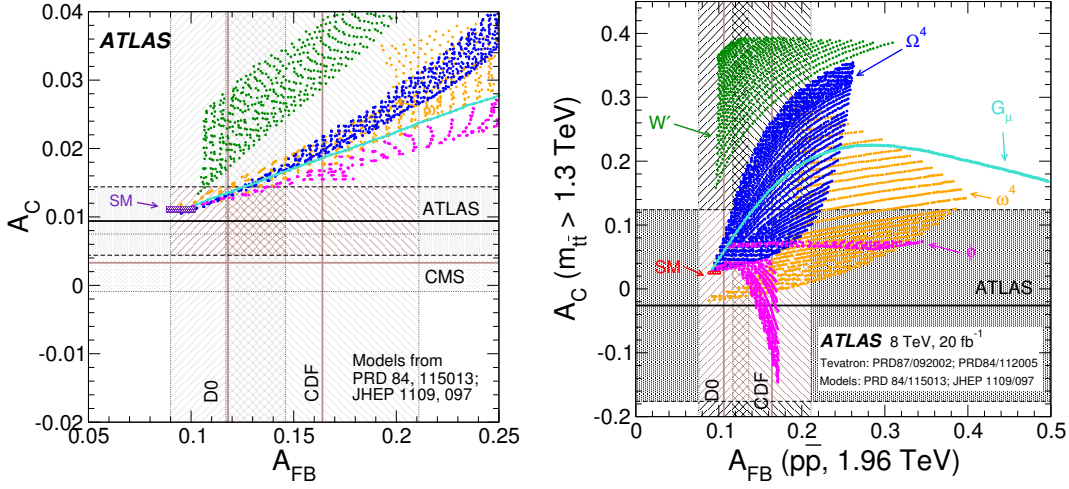 ATLAS
0.04
0.03
0.02
0.01
0
-0.01
-0.02
A_C
SM
ATLAS
CMS
D0
CDF
ω
Models from
PRD 84, 115013;
JHEP 1109, 097
0.05 0.1 0.15 0.2 0.25
A_FB
0.4
0.3
0.2
0.1
0
-0.1
-0.2
A_C (m_tt̄ > 1.3 TeV)
W′
Ω⁴
G_μ
ω⁴
ϕ
SM
ATLAS
D0
CDF
ATLAS 8 TeV, 20 fb⁻¹
Tevatron: PRD87/092002; PRD84/112005
Models: PRD 84/115013; JHEP 1109/097
0 0.1 0.2 0.3 0.4 0.5
A_FB (pp̄, 1.96 TeV)